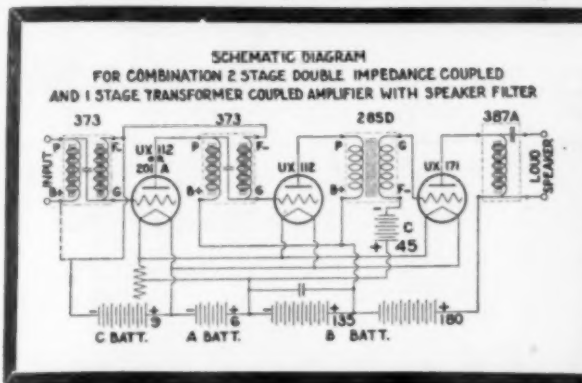 SCHEMATIC DIAGRAM
FOR COMBINATION 2 STAGE DOUBLE IMPEDANCE COUPLED
AND 1 STAGE TRANSFORMER COUPLED AMPLIFIER WITH SPEAKER FILTER
373 373 285D 387A
P F- P F- P G
UX 112 OR 201A UX 112 UX 171
INPUT
LOUD SPEAKER
B+ G B+ G B+ F-
- C
+ 45
- + 9 - + 6 - + 135 + 180
C BATT. A BATT. B BATT.